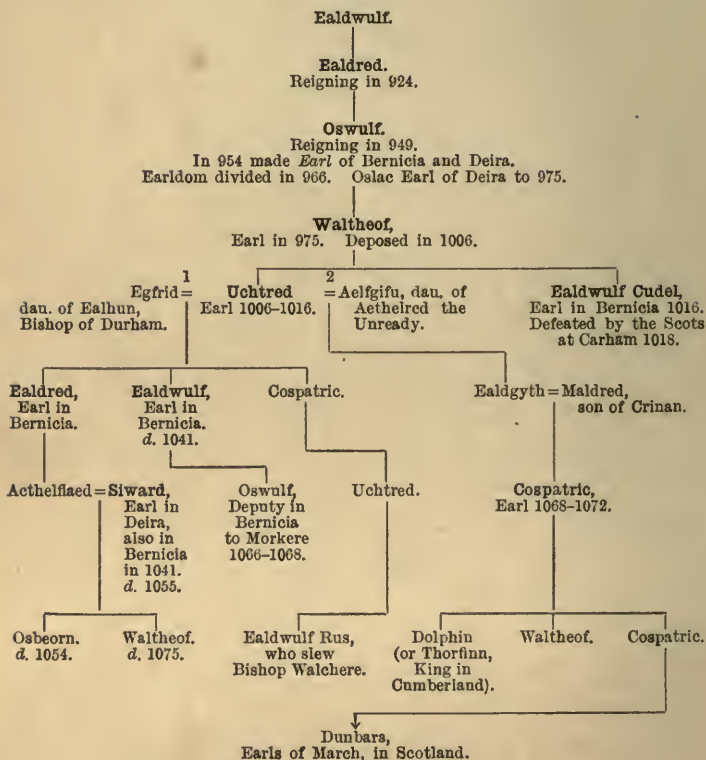 Ealdwulf.
Ealdred.
Reigning in 924.
Oswulf.
Reigning in 949.
In 954 made Earl of Bernicia and Deira.
Earldom divided in 966. Oslac Earl of Deira to 975.
Waltheof,
Earl in 975. Deposed in 1006.
1
Egfrid=
dau. of Ealhun,
Bishop of Durham.
Uchtred
Earl 1006–1016.
2
=Aelfgifu, dau. of
Aethelred the
Unready.
Ealdwulf Cudel,
Earl in Bernicia 1016.
Defeated by the Scots
at Carham 1018.
Ealdred,
Earl in
Bernicia.
Ealdwulf,
Earl in
Bernicia.
d. 1041.
Cospatric.
Ealdgyth=Maldred,
son of Crinan.
Acthelflaed=Siward,
Earl in
Deira,
also in
Bernicia
in 1041.
d. 1055.
Oswulf,
Deputy in
Bernicia
to Morkere
1066–1068.
Uchtred.
Cospatric,
Earl 1068–1072.
Osbeorn.
d. 1054.
Waltheof.
d. 1075.
Ealdwulf Rus,
who slew
Bishop Walchere.
Dolphin
(or Thorfinn,
King in
Cumberland).
Waltheof.
Cospatric.
Dunbars,
Earls of March, in Scotland.